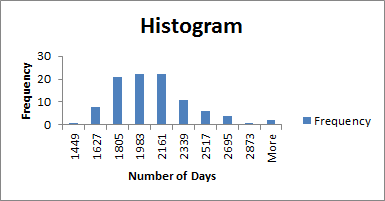 Histogram
30
20
10
0
Frequency
1449
1627
1805
1983
2161
2339
2517
2695
2873
More
Number of Days
Frequency